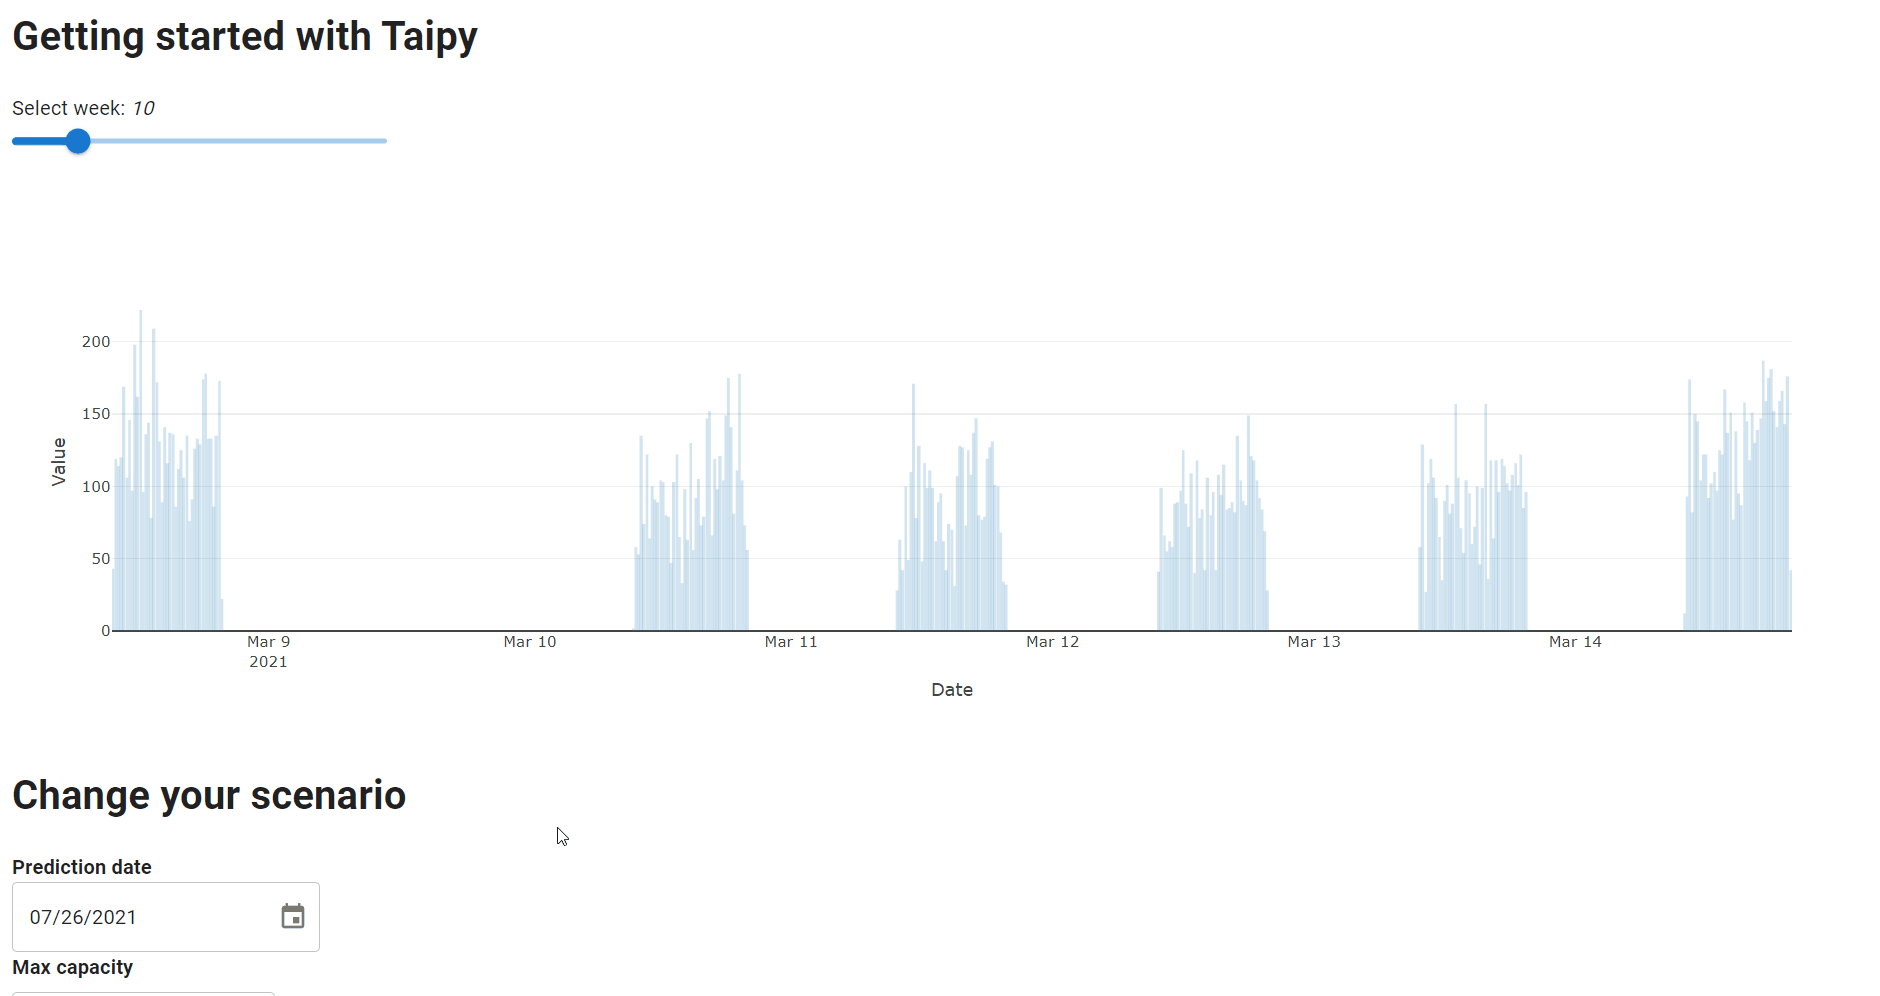 Getting started with Taipy
Select week: 10
200
150
100
50
0
Value
Mar 9
2021
Mar 10
Mar 11
Mar 12
Mar 13
Mar 14
Date
Change your scenario
Prediction date
07/26/2021
Max capacity